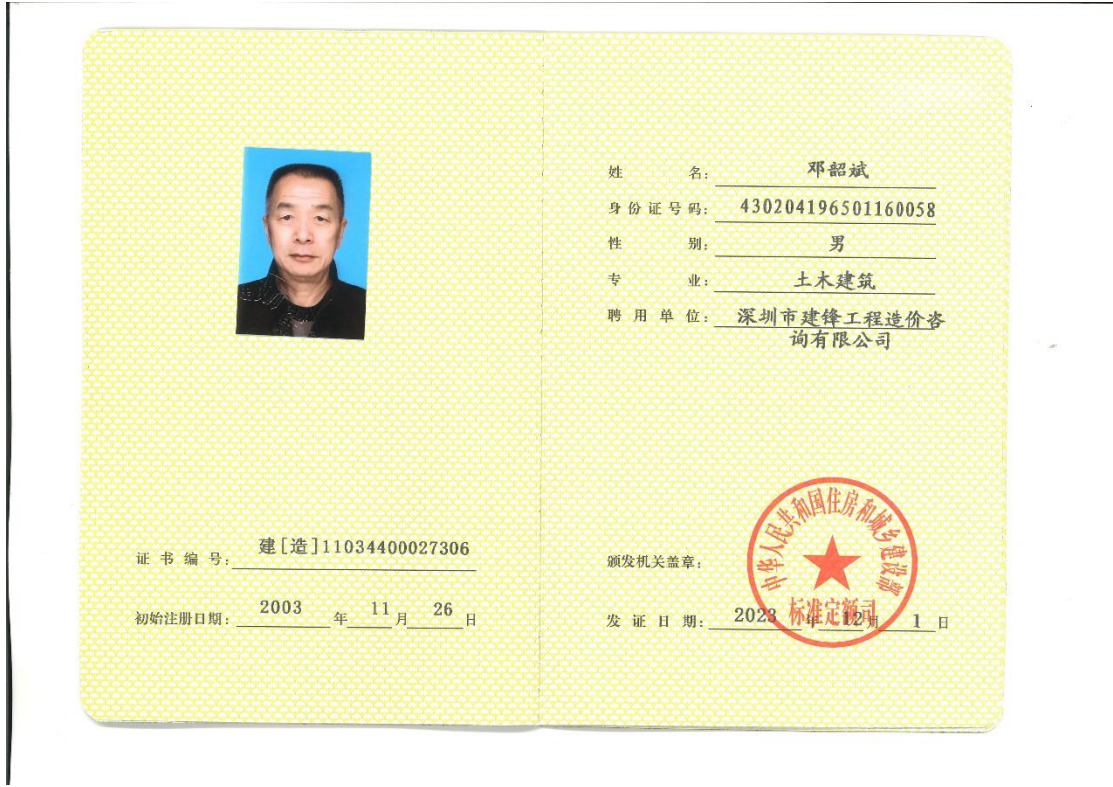 姓 名: 邓韶斌
身份证号码: 430204196501160058
性 别: 男
专 业: 土木建筑
聘用单位: 深圳市建锋工程造价咨
询有限公司
证书编号: 建[造]11034400027306
初始注册日期: 2003 年 11 月 26 日
颁发机关盖章:
中华人民共和国住房和城乡建设部
标准定额司
发证日期: 2023 年 12 月 1 日